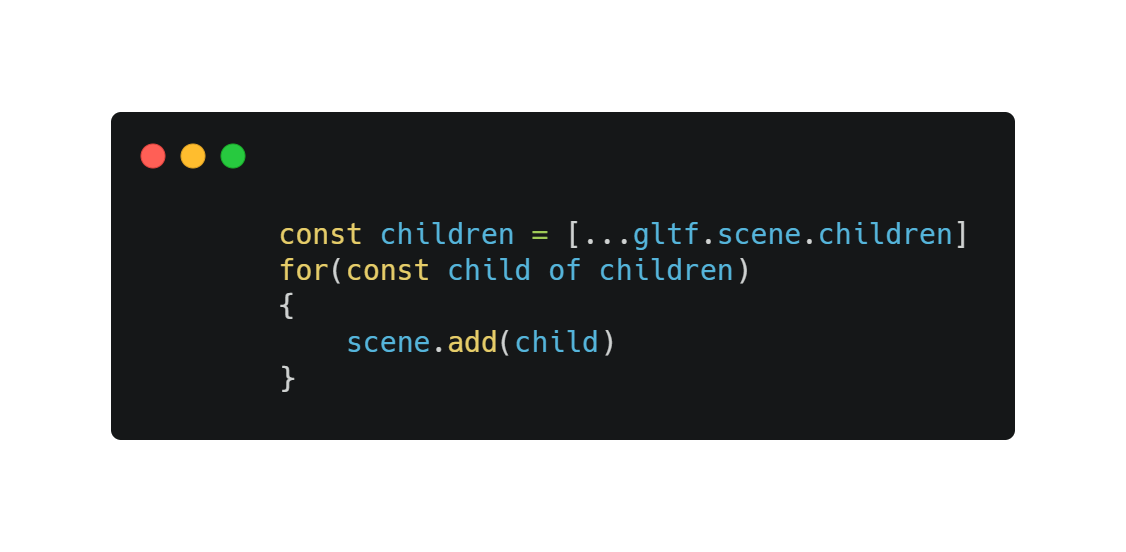 const children = [...gltf.scene.children]
for(const child of children)
{
    scene.add(child)
}